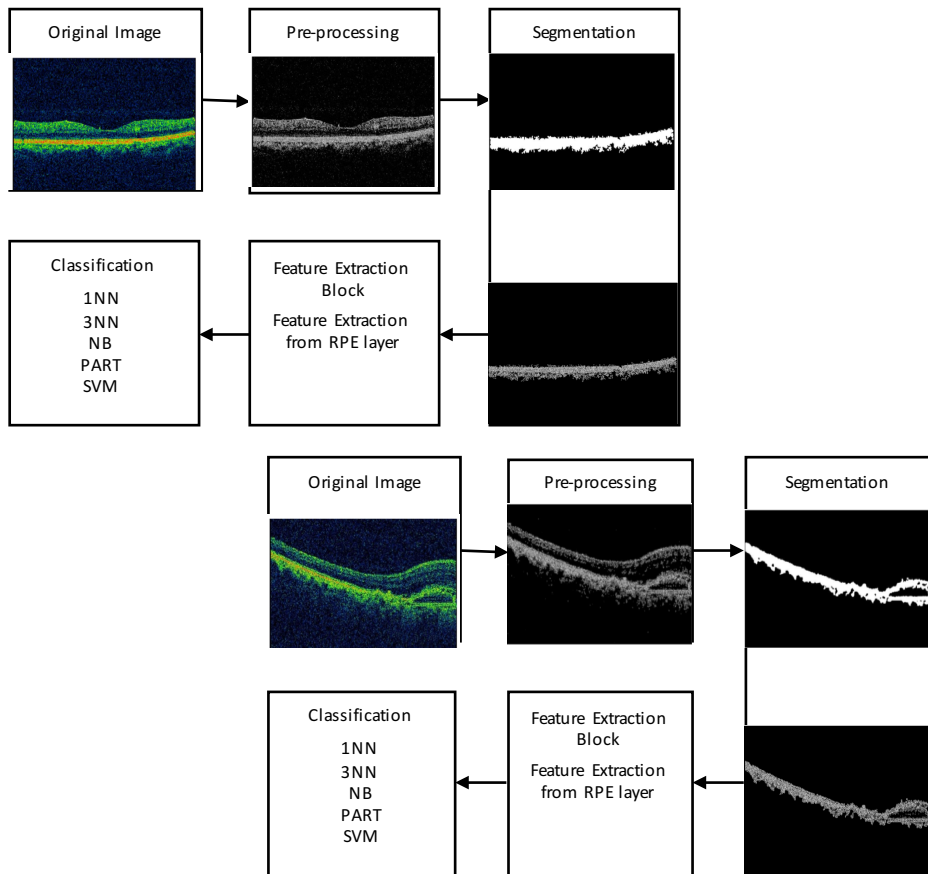 Original Image
Pre-processing
Segmentation
Classification
1NN
3NN
NB
PART
SVM
Feature Extraction
Block
Feature Extraction
from RPE layer
Original Image
Pre-processing
Segmentation
Classification
1NN
3NN
NB
PART
SVM
Feature Extraction
Block
Feature Extraction
from RPE layer